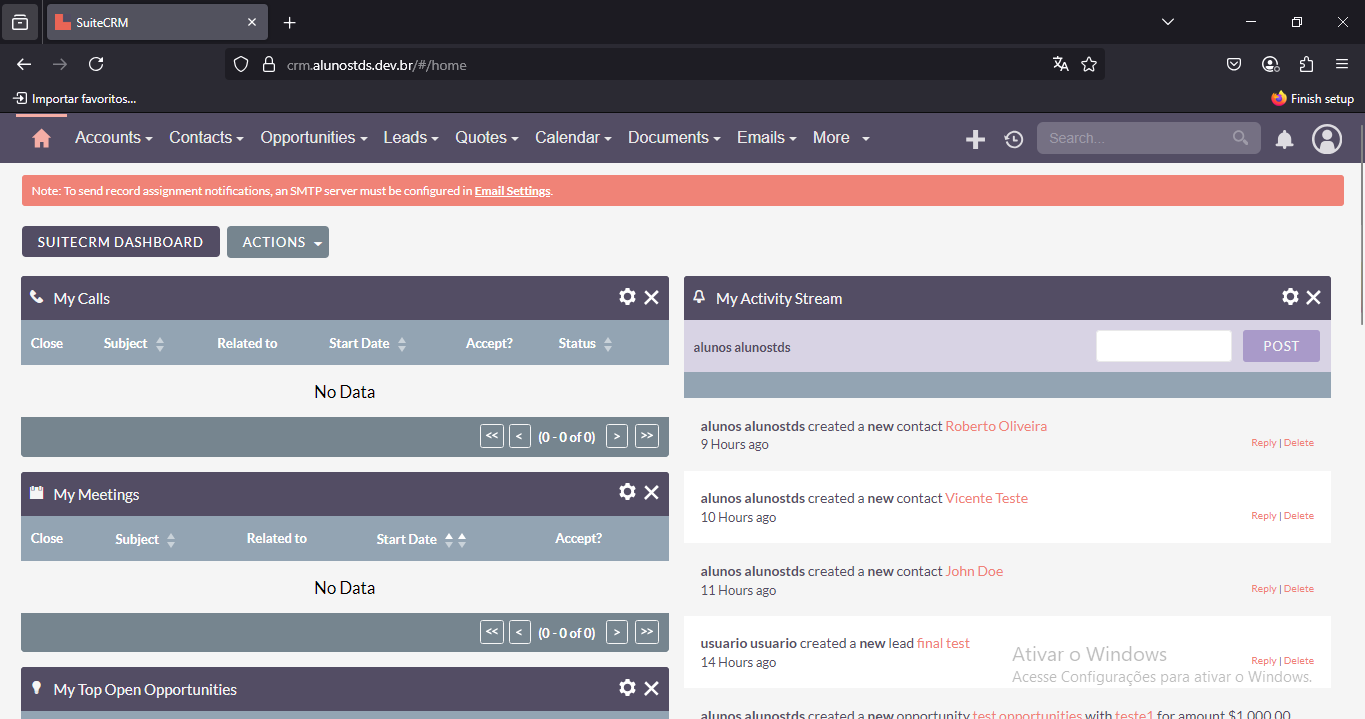 SuiteCRM
crm.alunostds.dev.br/#/home
Importar favoritos...
Finish setup
Accounts Contacts Opportunities Leads Quotes Calendar Documents Emails More Search...
Note: To send record assignment notifications, an SMTP server must be configured in Email Settings.
SUITECRM DASHBOARD ACTIONS
My Calls
Close Subject Related to Start Date Accept? Status
No Data
<< < (0 - 0 of 0) > >>
My Meetings
Close Subject Related to Start Date Accept?
No Data
<< < (0 - 0 of 0) > >>
My Top Open Opportunities
My Activity Stream
alunos alunostds POST
alunos alunostds created a new contact Roberto Oliveira
9 Hours ago Reply | Delete
alunos alunostds created a new contact Vicente Teste
10 Hours ago Reply | Delete
alunos alunostds created a new contact John Doe
11 Hours ago Reply | Delete
usuario usuario created a new lead final test
14 Hours ago Reply | Delete
alunos alunostds created a new opportunity test opportunities with teste1 for amount $1,000.00
Ativar o Windows
Acesse Configurações para ativar o Windows.